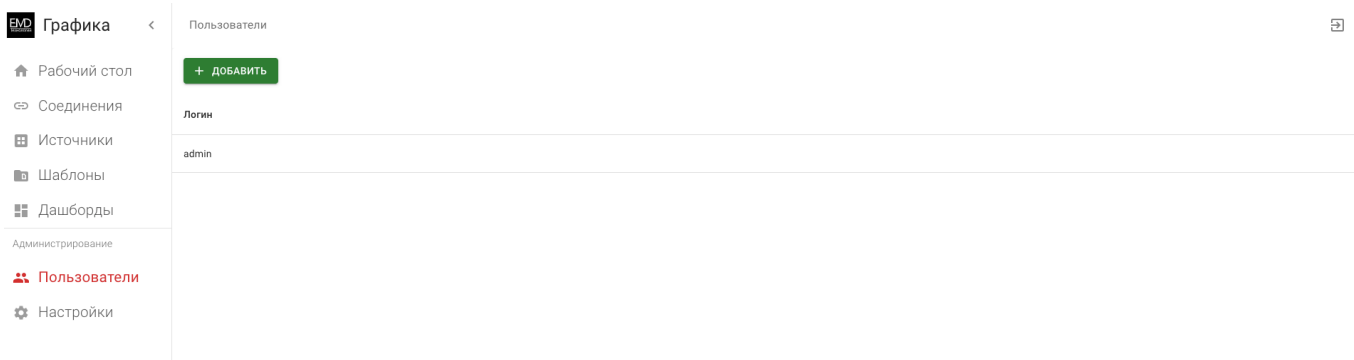 EMD
Графика
Пользователи
Рабочий стол
Соединения
Источники
Шаблоны
Дашборды
Администрирование
Пользователи
Настройки
ДОБАВИТЬ
Логин
admin